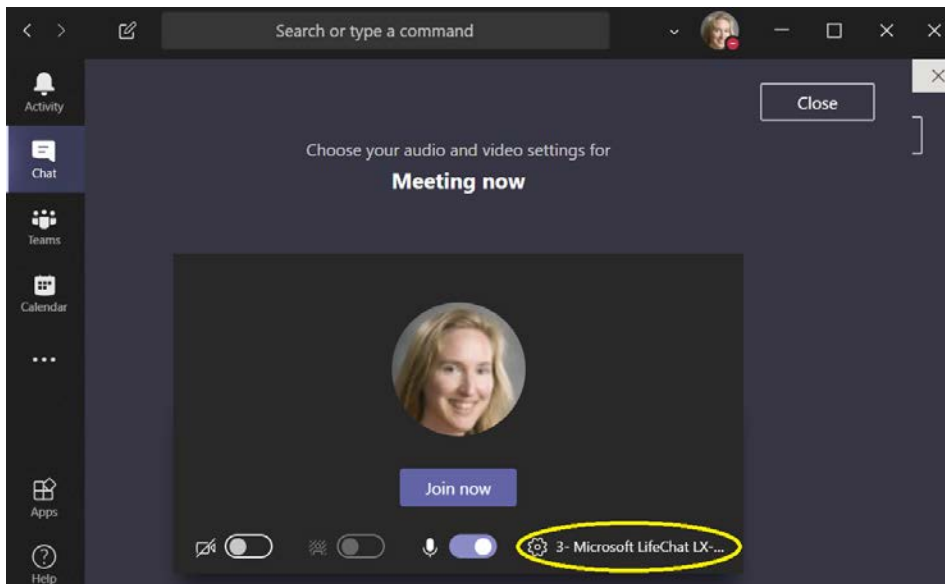 Search or type a command
Activity
Close
Choose your audio and video settings for
Chat
Meeting now
Teams
Calendar
Join now
Apps
3- Microsoft LifeChat LX-...
Help